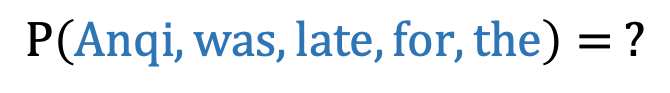 P(Anqi, was, late, for, the) = ?